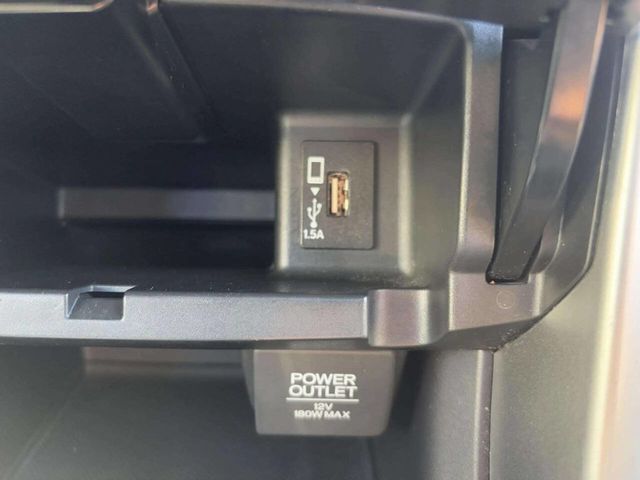 1.5A
POWER
OUTLET
12V
180W MAX